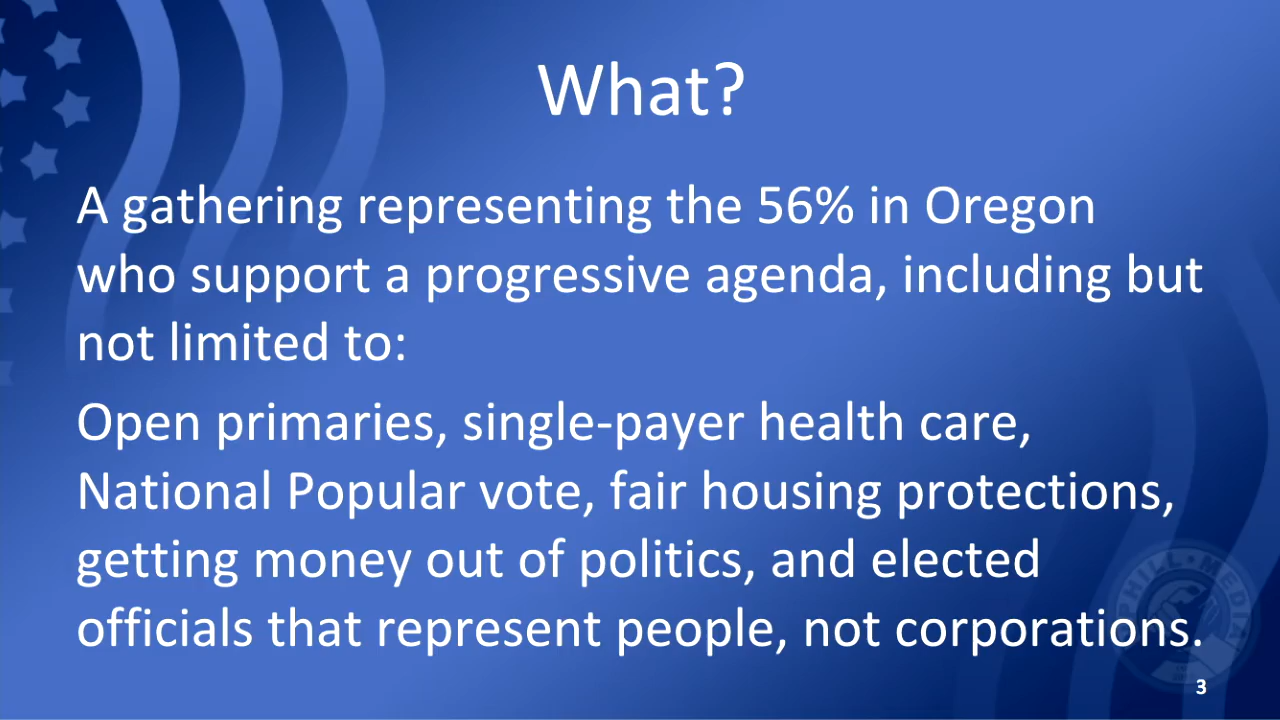 What?
A gathering representing the 56% in Oregon
who support a progressive agenda, including but
not limited to:
Open primaries, single-payer health care,
National Popular vote, fair housing protections,
getting money out of politics, and elected
officials that represent people, not corporations.
3